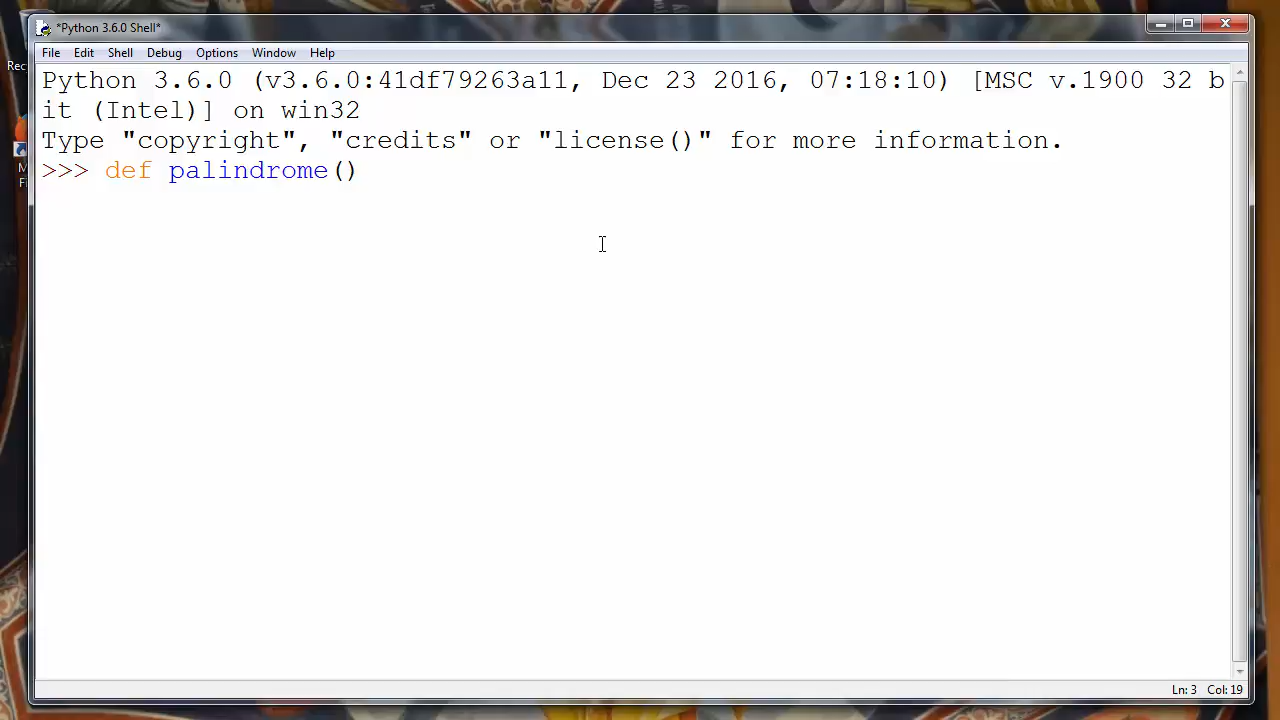 *Python 3.6.0 Shell*
File Edit Shell Debug Options Window Help
Python 3.6.0 (v3.6.0:41df79263a11, Dec 23 2016, 07:18:10) [MSC v.1900 32 b
it (Intel)] on win32
Type "copyright", "credits" or "license()" for more information.
>>> def palindrome()
Rec
M
Fi
Ln: 3 Col: 19